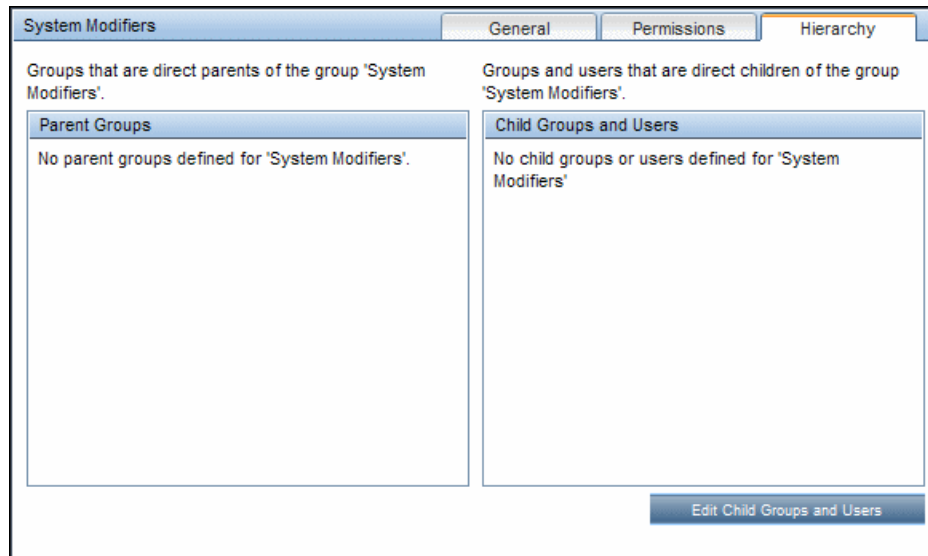 System Modifiers
General
Permissions
Hierarchy
Groups that are direct parents of the group 'System
Modifiers'.
Parent Groups
No parent groups defined for 'System Modifiers'.
Groups and users that are direct children of the group
'System Modifiers'.
Child Groups and Users
No child groups or users defined for 'System
Modifiers'
Edit Child Groups and Users